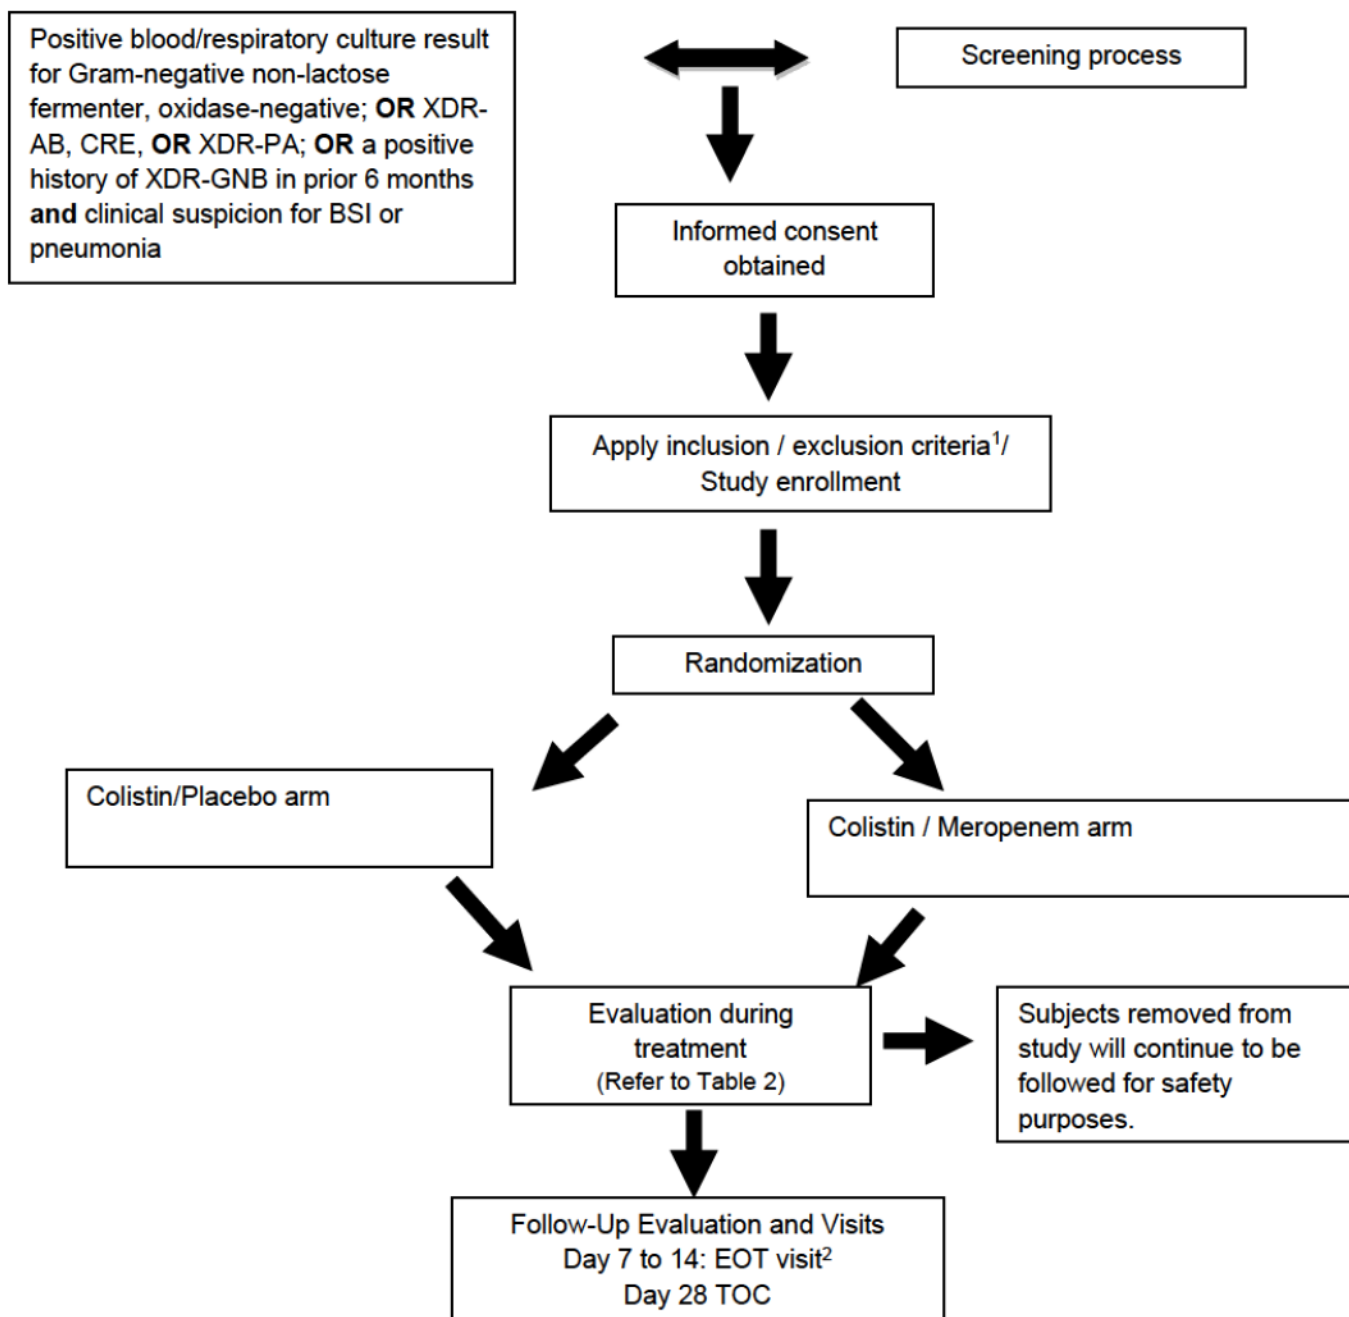 Positive blood/respiratory culture result
for Gram-negative non-lactose
fermenter, oxidase-negative; OR XDR-
AB, CRE, OR XDR-PA; OR a positive
history of XDR-GNB in prior 6 months
and clinical suspicion for BSI or
pneumonia
Screening process
Informed consent
obtained
Apply inclusion / exclusion criteria¹/
Study enrollment
Randomization
Colistin/Placebo arm
Colistin / Meropenem arm
Evaluation during
treatment
(Refer to Table 2)
Subjects removed from
study will continue to be
followed for safety
purposes.
Follow-Up Evaluation and Visits
Day 7 to 14: EOT visit²
Day 28 TOC